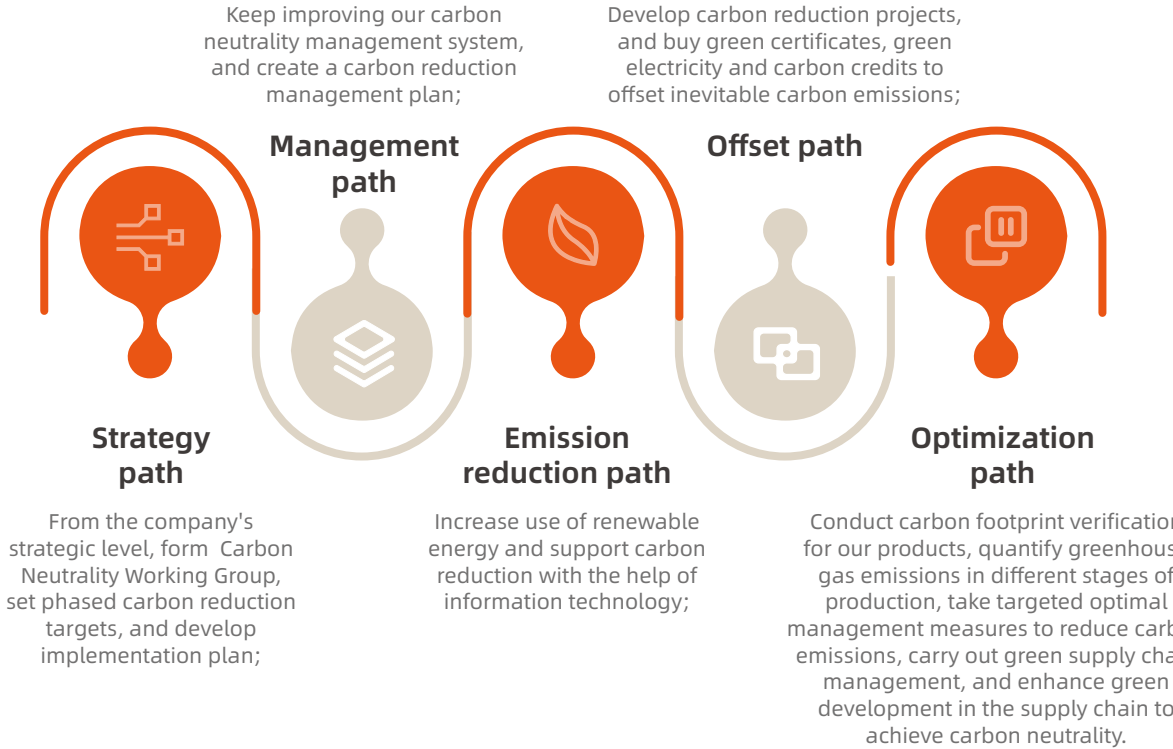 Keep improving our carbon
neutrality management system,
and create a carbon reduction
management plan;
Develop carbon reduction projects,
and buy green certificates, green
electricity and carbon credits to
offset inevitable carbon emissions;
Management
path
Offset path
Strategy
path
From the company's
strategic level, form Carbon
Neutrality Working Group,
set phased carbon reduction
targets, and develop
implementation plan;
Emission
reduction path
Increase use of renewable
energy and support carbon
reduction with the help of
information technology;
Optimization
path
Conduct carbon footprint verification
for our products, quantify greenhous
gas emissions in different stages of
production, take targeted optimal
management measures to reduce carb
emissions, carry out green supply cha
management, and enhance green
development in the supply chain to
achieve carbon neutrality.